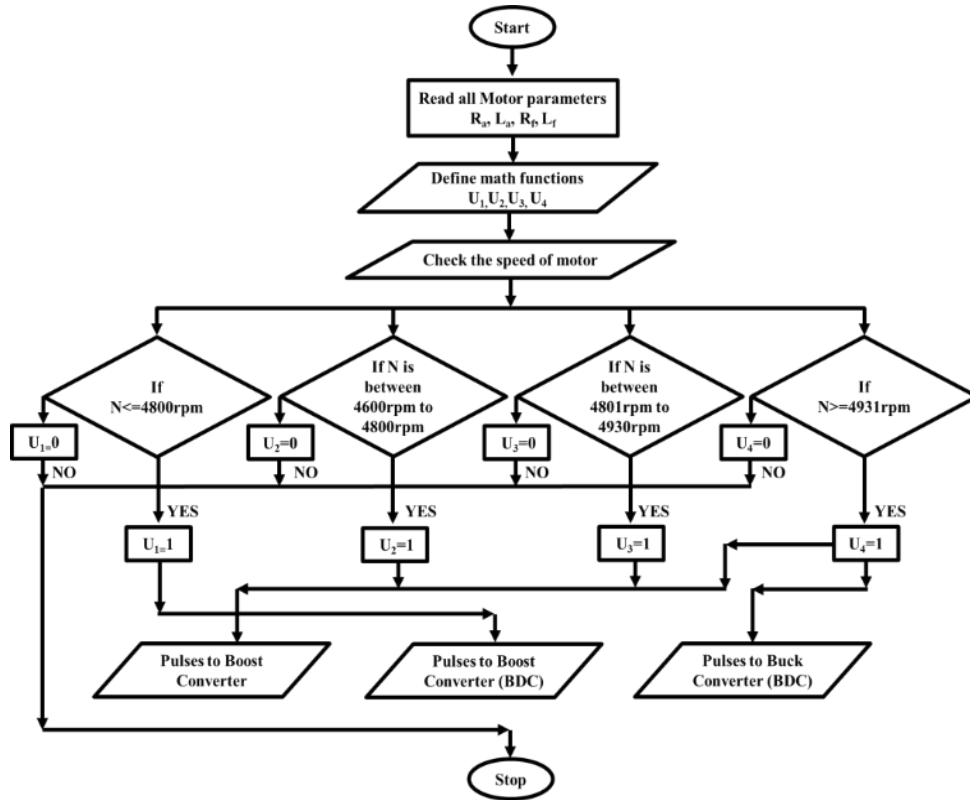 Start
Read all Motor parameters
Rₐ, Lₐ, R_f, L_f
Define math functions
U₁,U₂,U₃, U₄
Check the speed of motor
If
N<=4800rpm
If N is
between
4600rpm to
4800rpm
If N is
between
4801rpm to
4930rpm
If
N>=4931rpm
U₁₌0
U₂=0
U₃=0
U₄=0
NO
NO
NO
NO
YES
YES
YES
YES
U₁₌1
U₂=1
U₃=1
U₄=1
Pulses to Boost
Converter
Pulses to Boost
Converter (BDC)
Pulses to Buck
Converter (BDC)
Stop